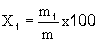 X₁ = m₁/m x100